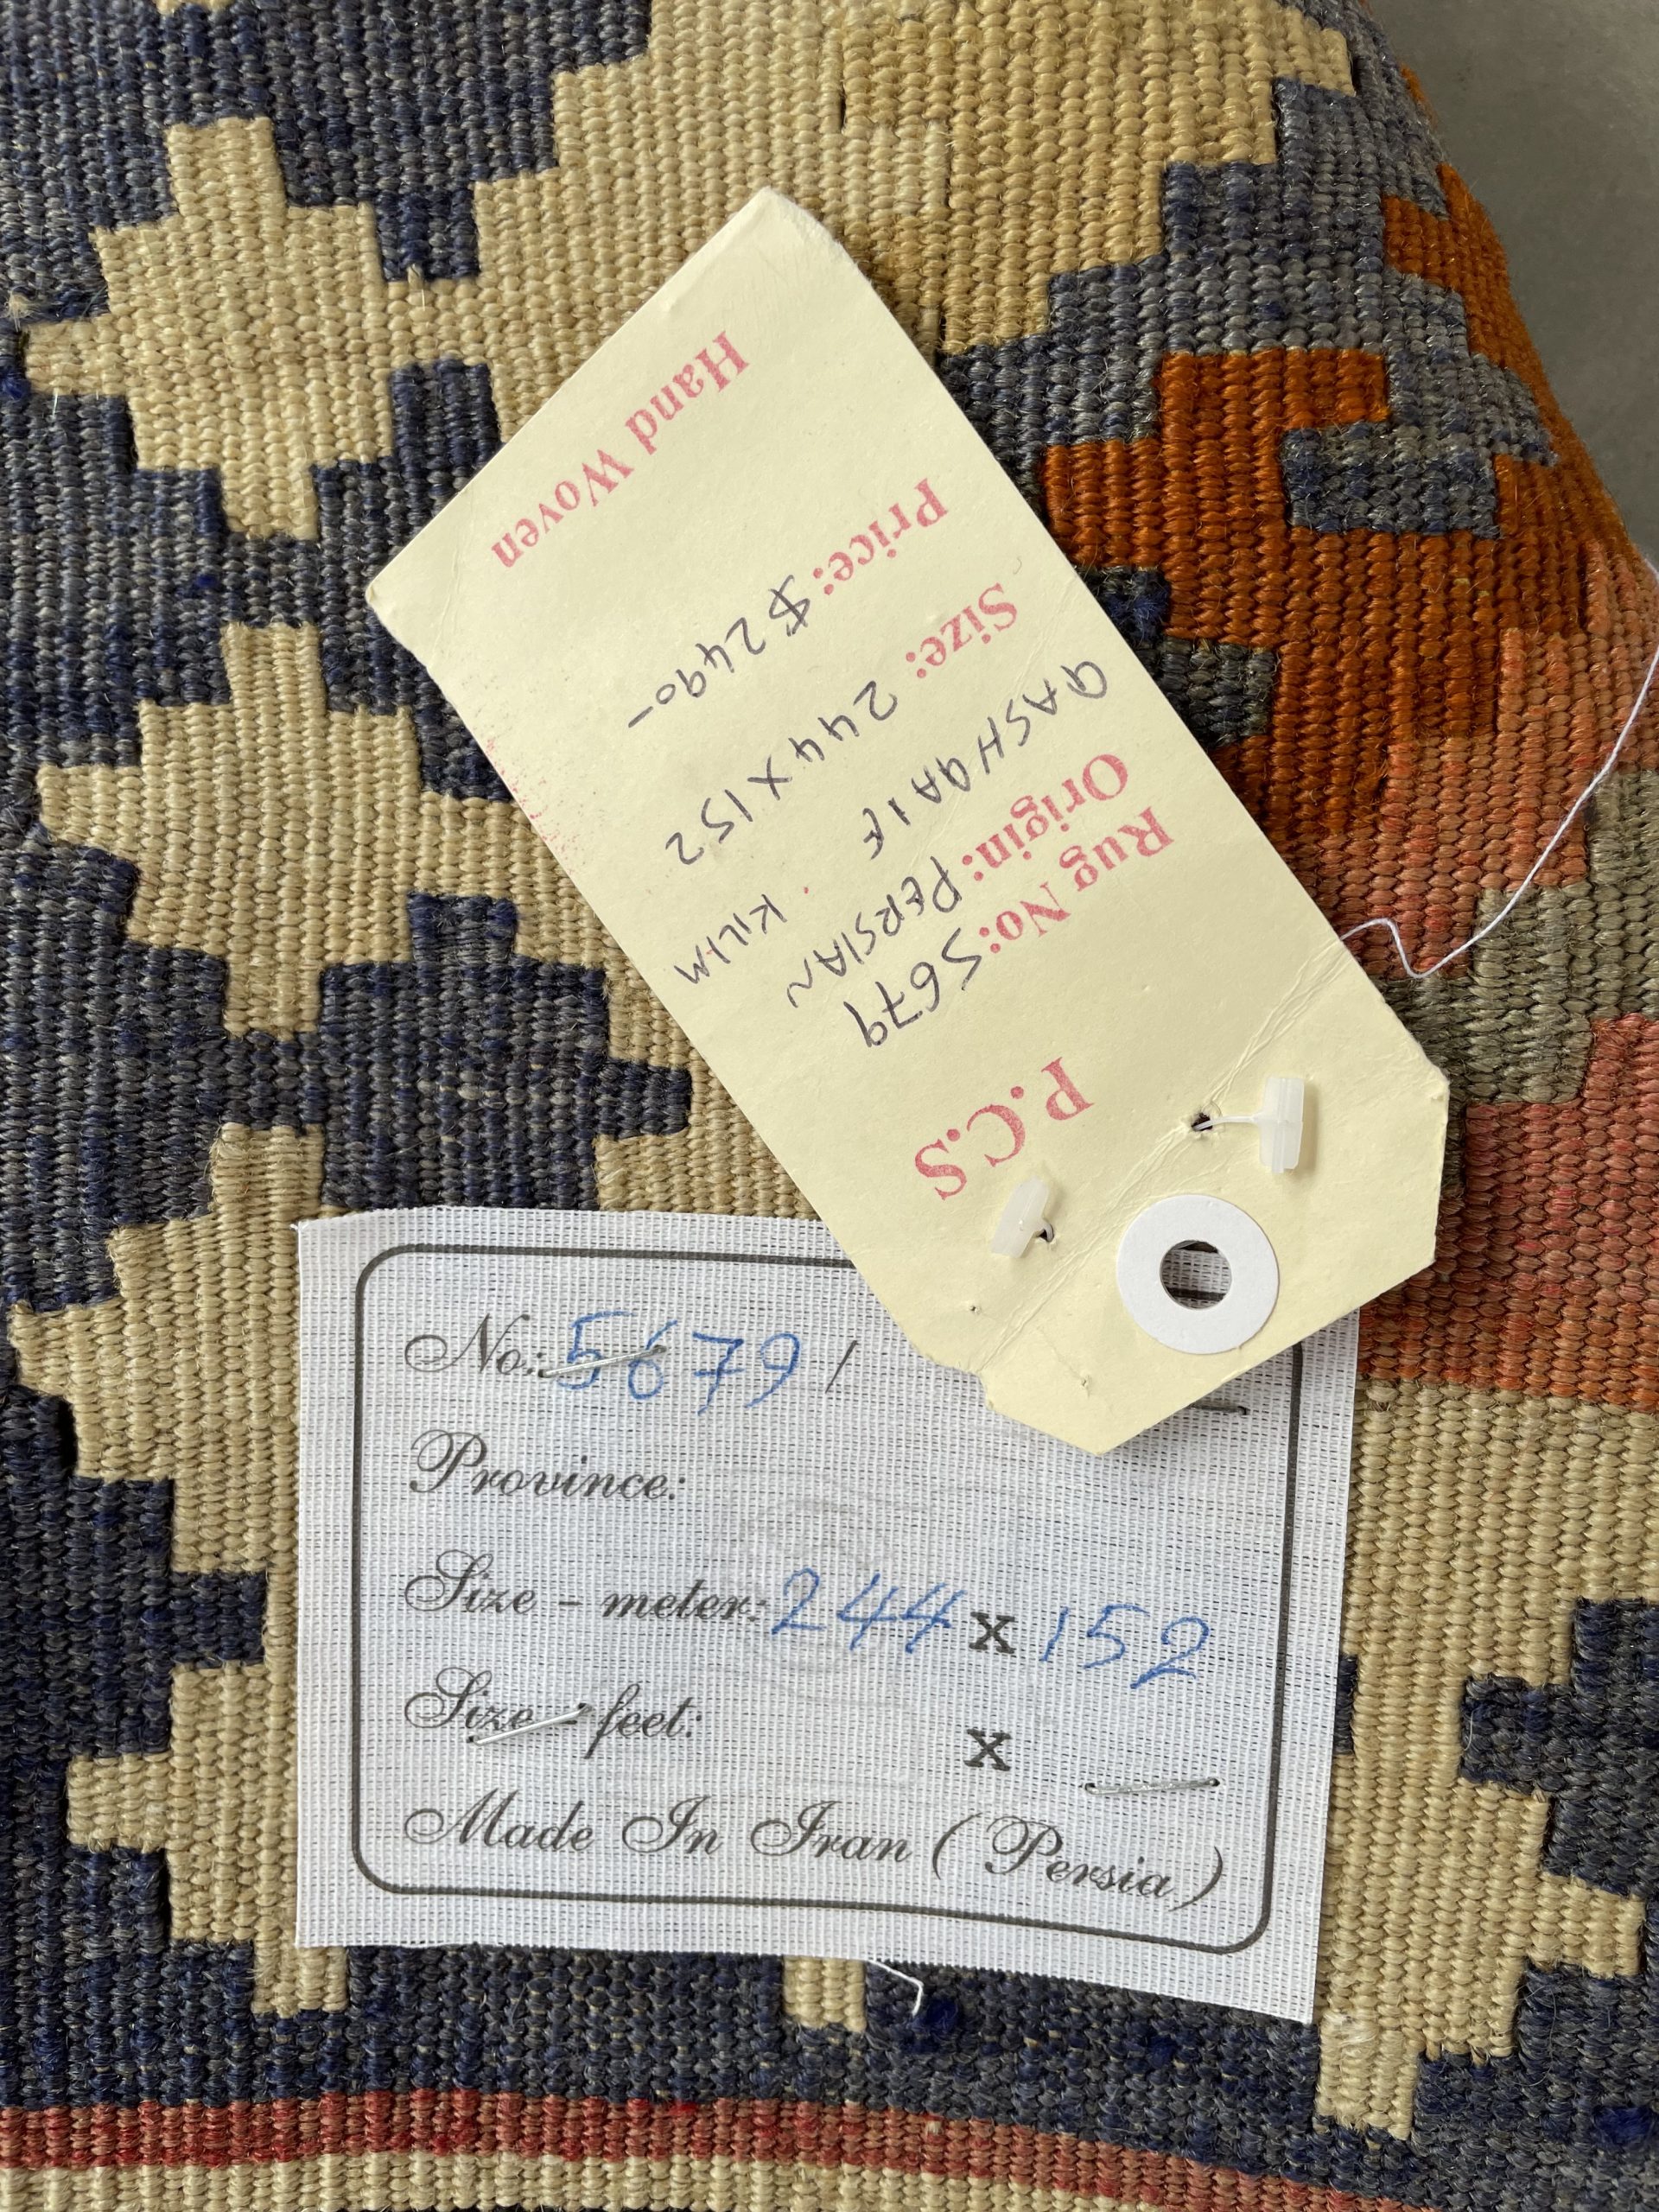 P.C.S
Rug No: 5679
Origin: PERSIAN
QASHQAIE KILIM
Size: 244 X 152
Price: $2490-
Hand Woven
No: 5679 /
Province:
Size - meter: 244 x 152
Size - feet: x
Made In Iran (Persia)